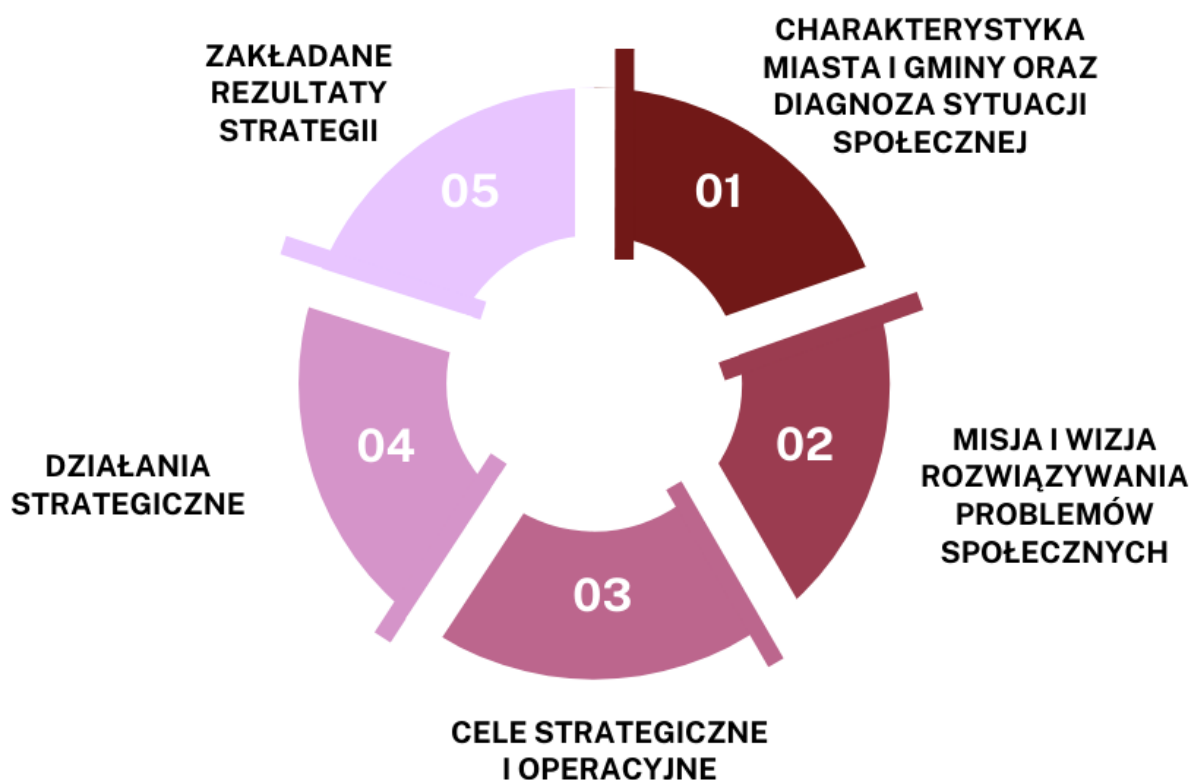 01
CHARAKTERYSTYKA
MIASTA I GMINY ORAZ
DIAGNOZA SYTUACJI
SPOŁECZNEJ
02
MISJA I WIZJA
ROZWIĄZYWANIA
PROBLEMÓW
SPOŁECZNYCH
03
CELE STRATEGICZNE
I OPERACYJNE
04
DZIAŁANIA
STRATEGICZNE
05
ZAKŁADANE
REZULTATY
STRATEGII